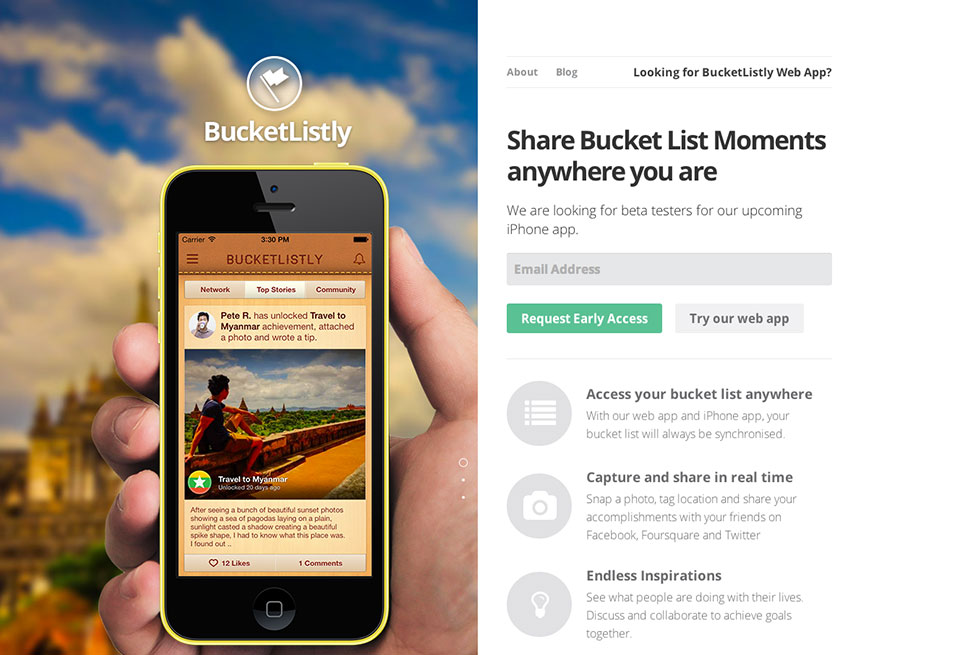 BucketListly
Carrier
3:30 PM
BUCKETLISTLY
Network
Top Stories
Community
Pete R. has unlocked Travel to
Myanmar achievement, attached
a photo and wrote a tip.
Travel to Myanmar
Unlocked 20 days ago
After seeing a bunch of beautiful sunset photos
showing a sea of pagodas laying on a plain,
sunlight casted a shadow creating a beautiful
spike shape, I had to know what this place was.
I found out ..
12 Likes
1 Comments
About
Blog
Looking for BucketListly Web App?
Share Bucket List Moments
anywhere you are
We are looking for beta testers for our upcoming
iPhone app.
Email Address
Request Early Access
Try our web app
Access your bucket list anywhere
With our web app and iPhone app, your
bucket list will always be synchronised.
Capture and share in real time
Snap a photo, tag location and share your
accomplishments with your friends on
Facebook, Foursquare and Twitter
Endless Inspirations
See what people are doing with their lives.
Discuss and collaborate to achieve goals
together.